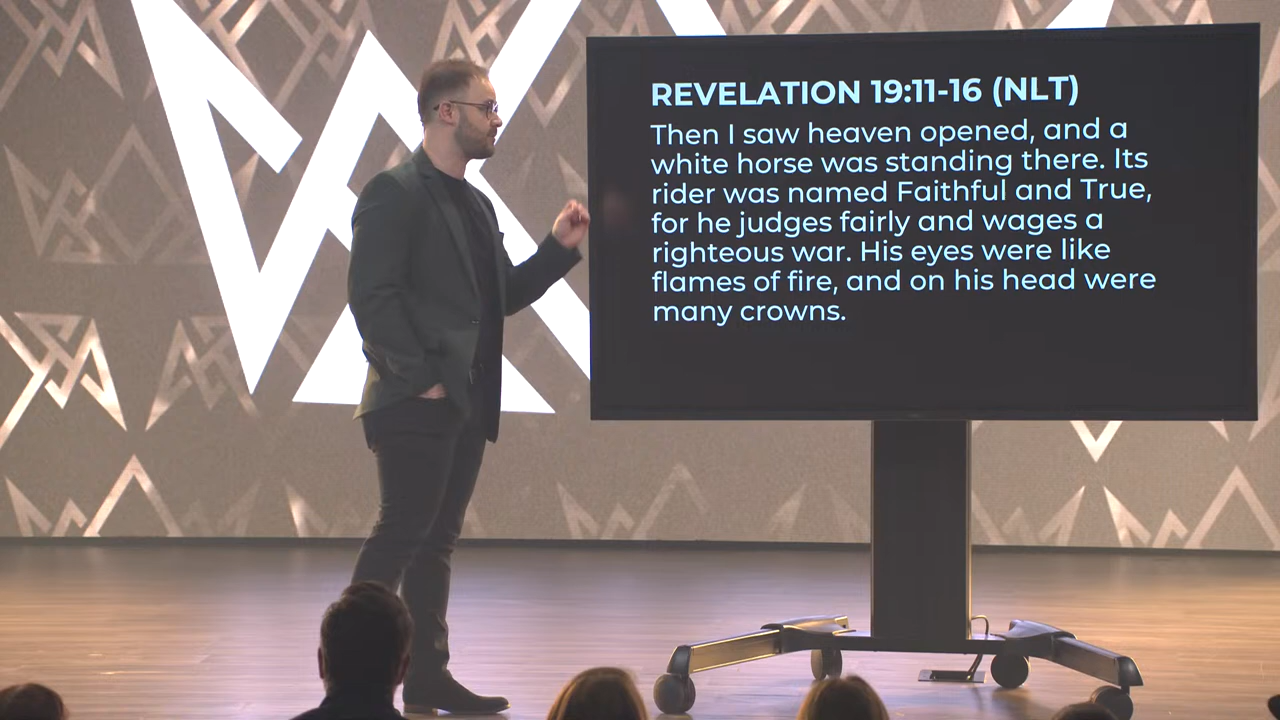 REVELATION 19:11-16 (NLT)
Then I saw heaven opened, and a
white horse was standing there. Its
rider was named Faithful and True,
for he judges fairly and wages a
righteous war. His eyes were like
flames of fire, and on his head were
many crowns.